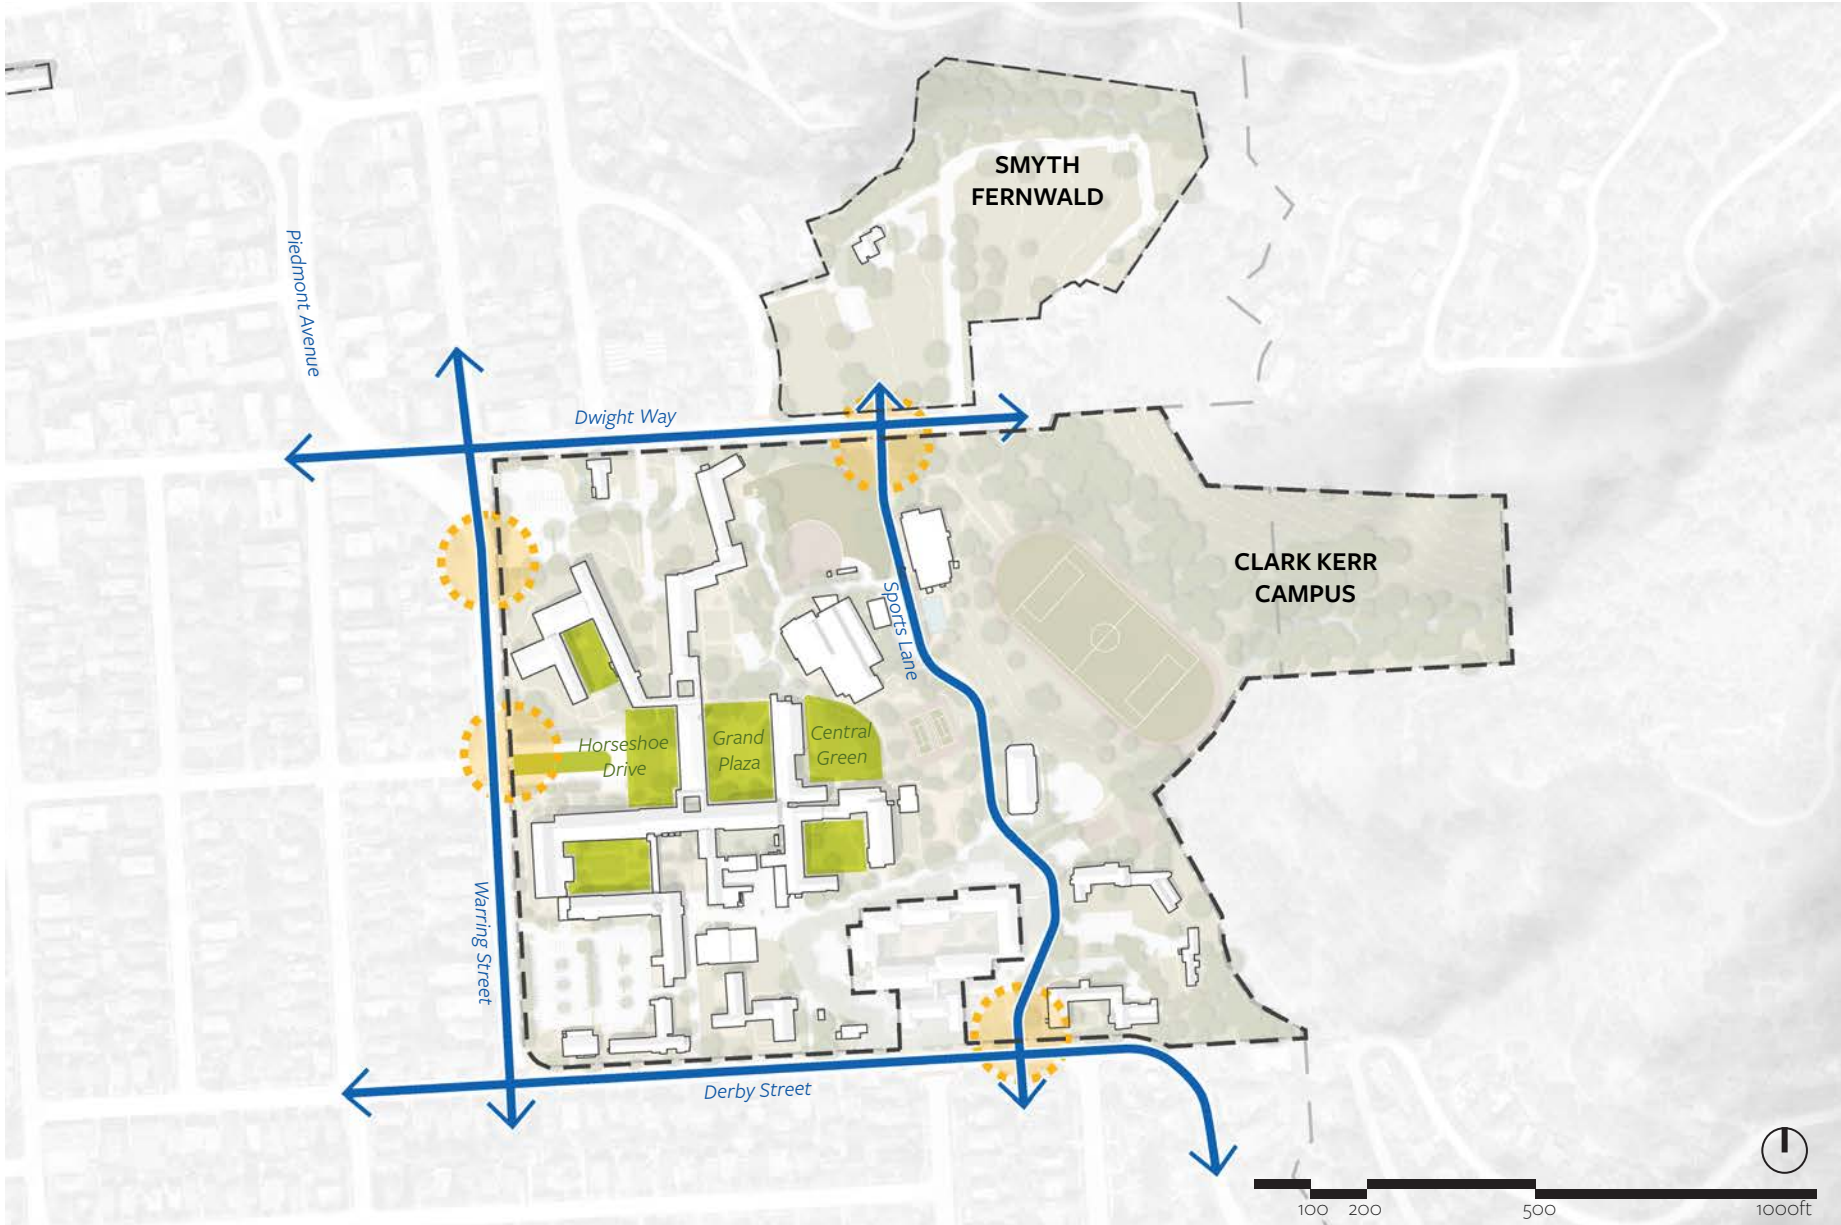 SMYTH
FERNWALD
Piedmont Avenue
Dwight Way
CLARK KERR
CAMPUS
Sports Lane
Horseshoe
Drive
Grand
Plaza
Central
Green
Warring Street
Derby Street
100
200
500
1000ft